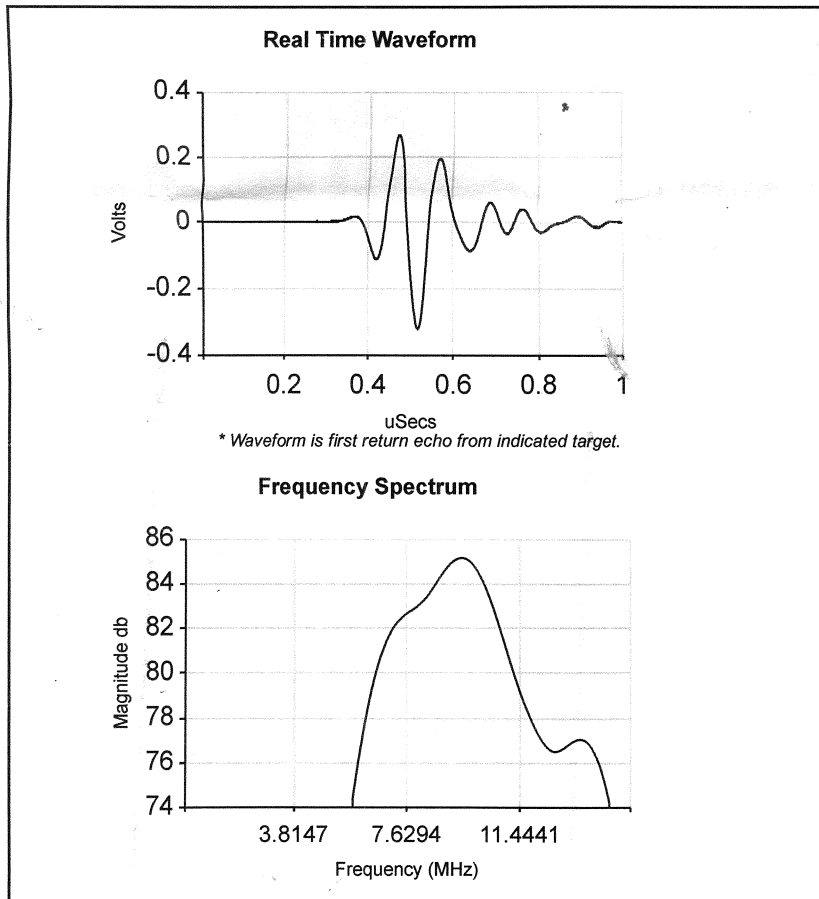 Real Time Waveform
0.4
0.2
0
-0.2
-0.4
Volts
0.2 0.4 0.6 0.8 1
uSecs
* Waveform is first return echo from indicated target.
Frequency Spectrum
86
84
82
80
78
76
74
Magnitude db
3.8147 7.6294 11.4441
Frequency (MHz)